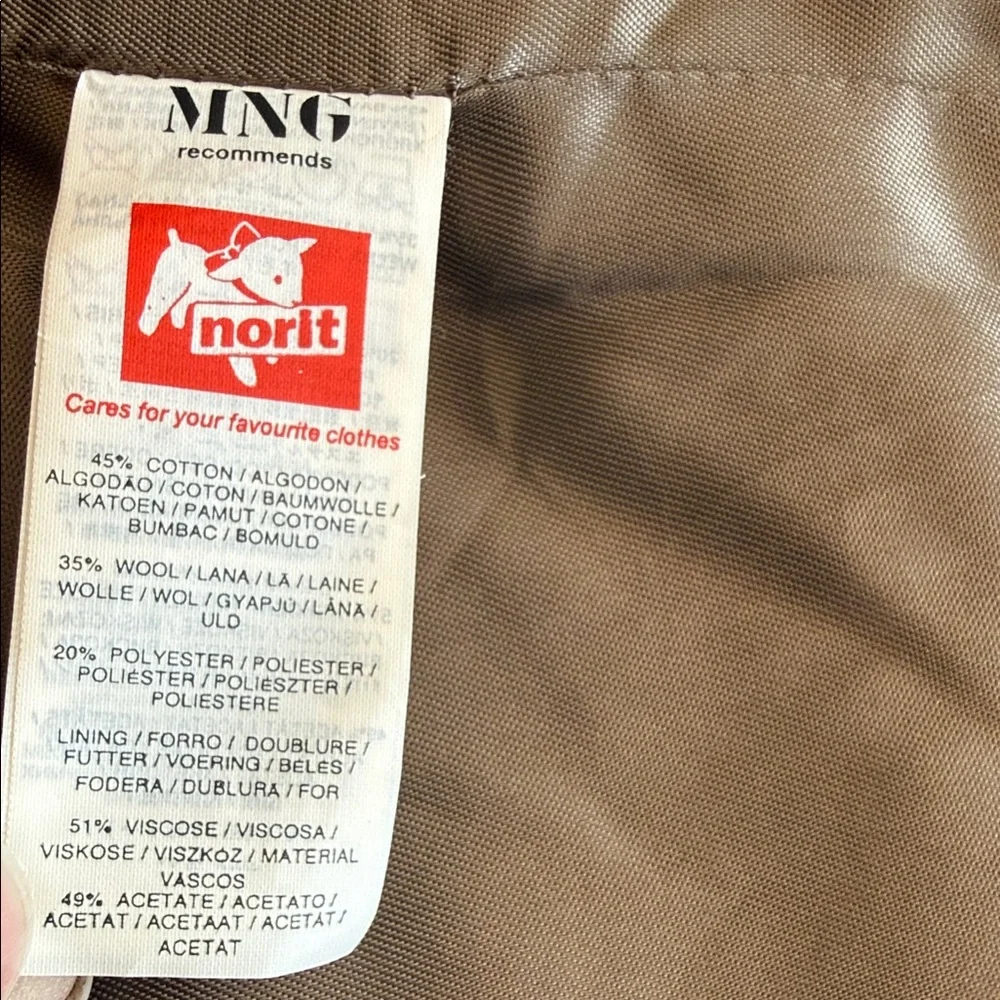 MNG
recommends
norit
Cares for your favourite clothes
45% COTTON / ALGODON /
ALGODÃO / COTON / BAUMWOLLE /
KATOEN / PAMUT / COTONE /
BUMBAC / BOMULD
35% WOOL / LANA / LÃ / LAINE /
WOLLE / WOL / GYAPJÚ / LÂNÃ /
ULD
20% POLYESTER / POLIESTER /
POLIÉSTER / POLIÉSZTER /
POLIESTERE
LINING / FORRO / DOUBLURE /
FUTTER / VOERING / BÉLÉS /
FODERA / DUBLURÃ / FOR
51% VISCOSE / VISCOSA /
VISKOSE / VISZKÓZ / MATERIAL
VÂSCOS
49% ACETATE / ACETATO /
ACETAT / ACETAAT / ACETÁT /
ACETAT